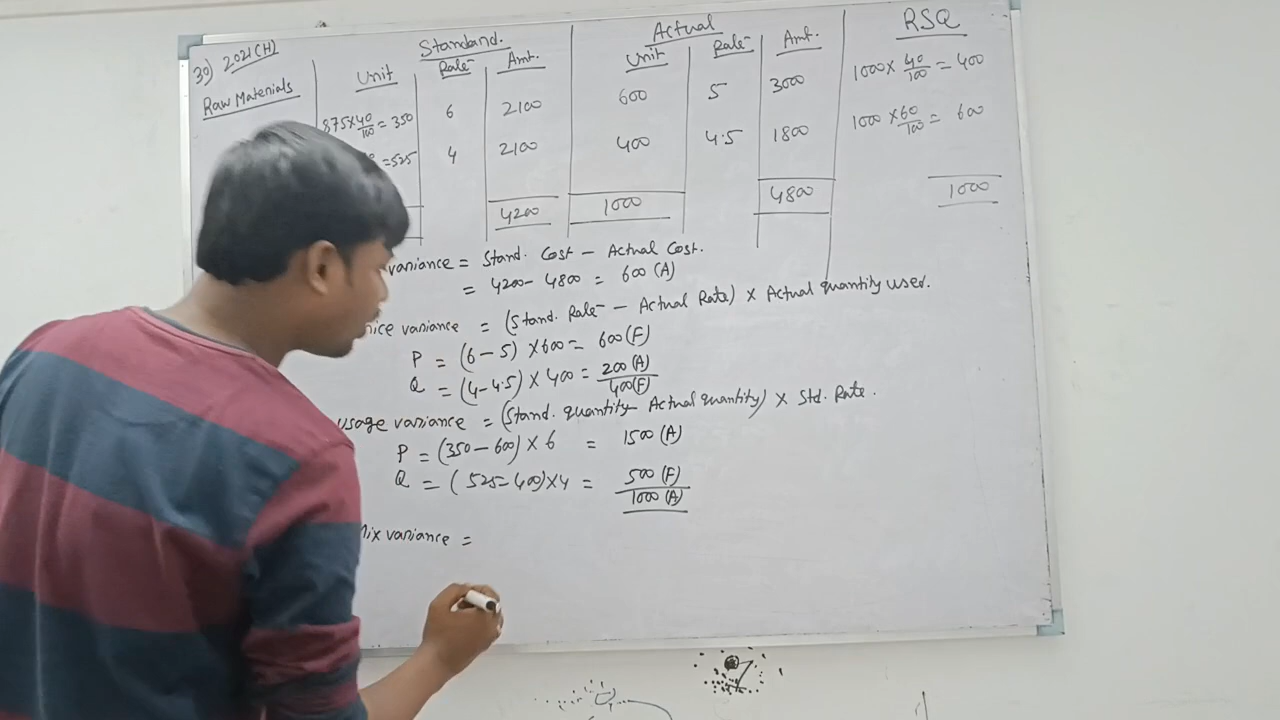 30) 2021(H)
Standard. Actual RSQ
Raw Materials Unit Rate Amt. Unit Rate Amt.
875×40/100 = 350 6 2100 600 5 3000 1000 × 40/100 = 400
=525 4 2100 400 4.5 1800 1000 × 60/100 = 600
4200 1000 4800 1000
variance = Stand. Cost – Actual Cost.
= 4200 – 4800 = 600 (A)
variance = (Stand. Rate – Actual Rate) × Actual quantity used.
P = (6–5) × 600 = 600 (F)
Q = (4–4.5) × 400 = 200 (A)
400 (F)
usage variance = (Stand. quantity – Actual quantity) × Std. Rate.
P = (350 – 600) × 6 = 1500 (A)
Q = (525 – 400) × 4 = 500 (F)
1000 (A)
Mix variance =